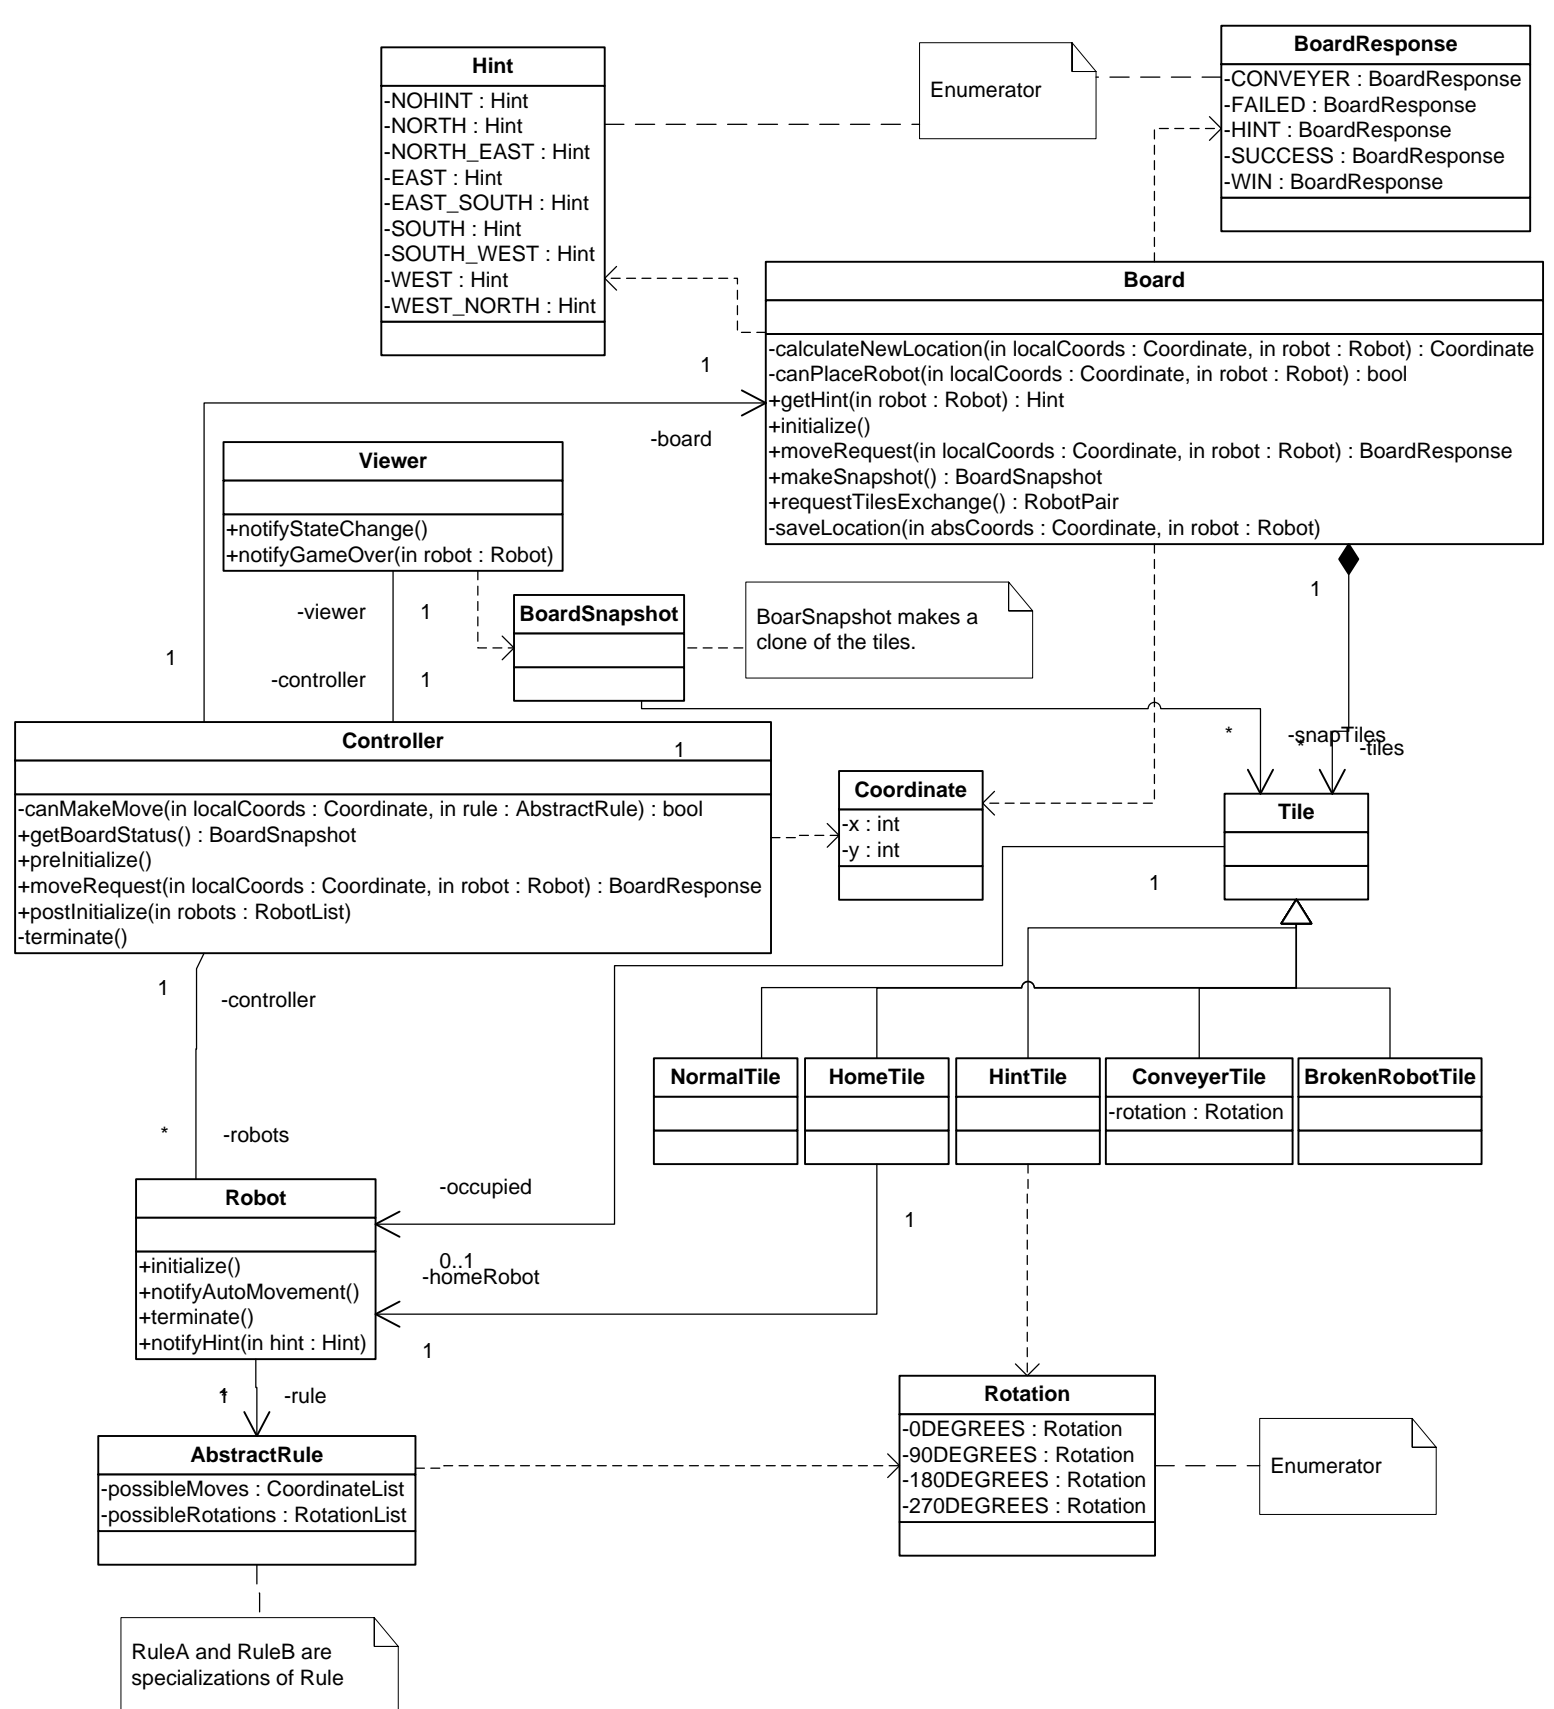 Hint
-NOHINT : Hint
-NORTH : Hint
-NORTH_EAST : Hint
-EAST : Hint
-EAST_SOUTH : Hint
-SOUTH : Hint
-SOUTH_WEST : Hint
-WEST : Hint
-WEST_NORTH : Hint
Enumerator
BoardResponse
-CONVEYER : BoardResponse
-FAILED : BoardResponse
-HINT : BoardResponse
-SUCCESS : BoardResponse
-WIN : BoardResponse
Board
-calculateNewLocation(in localCoords : Coordinate, in robot : Robot) : Coordinate
-canPlaceRobot(in localCoords : Coordinate, in robot : Robot) : bool
+getHint(in robot : Robot) : Hint
+initialize()
+moveRequest(in localCoords : Coordinate, in robot : Robot) : BoardResponse
+makeSnapshot() : BoardSnapshot
+requestTilesExchange() : RobotPair
-saveLocation(in absCoords : Coordinate, in robot : Robot)
1
-board
Viewer
+notifyStateChange()
+notifyGameOver(in robot : Robot)
-viewer
1
1
-controller
1
BoardSnapshot
BoarSnapshot makes a
clone of the tiles.
1
1
*
-snapTiles
*
-tiles
Controller
-canMakeMove(in localCoords : Coordinate, in rule : AbstractRule) : bool
+getBoardStatus() : BoardSnapshot
+preInitialize()
+moveRequest(in localCoords : Coordinate, in robot : Robot) : BoardResponse
+postInitialize(in robots : RobotList)
-terminate()
Coordinate
-x : int
-y : int
Tile
1
1
-controller
*
-robots
NormalTile
HomeTile
HintTile
ConveyerTile
-rotation : Rotation
BrokenRobotTile
Robot
+initialize()
+notifyAutoMovement()
+terminate()
+notifyHint(in hint : Hint)
-occupied
0..1
-homeRobot
1
1
1
*
-rule
AbstractRule
-possibleMoves : CoordinateList
-possibleRotations : RotationList
Rotation
-0DEGREES : Rotation
-90DEGREES : Rotation
-180DEGREES : Rotation
-270DEGREES : Rotation
Enumerator
RuleA and RuleB are
specializations of Rule